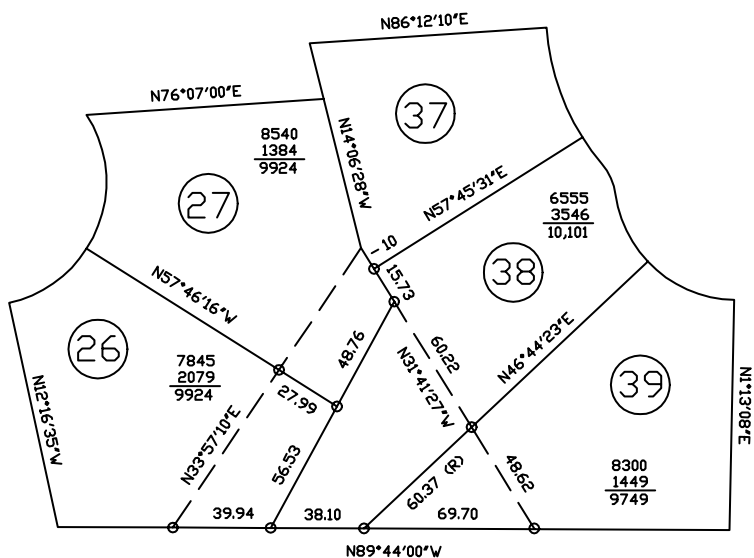 N86°12'10"E
N76°07'00"E
8540
1384
9924
37
N14°06'28"W
27
N57°45'31"E
6555
3546
10,101
10
15.73
38
N57°46'16"W
26
7845
2079
9924
27.99
48.76
60.22
N46°44'23"E
N31°41'27"W
39
N12°16'35"W
N33°57'10"E
56.53
60.37 (R)
48.62
N1°13'08"E
8300
1449
9749
39.94
38.10
69.70
N89°44'00"W